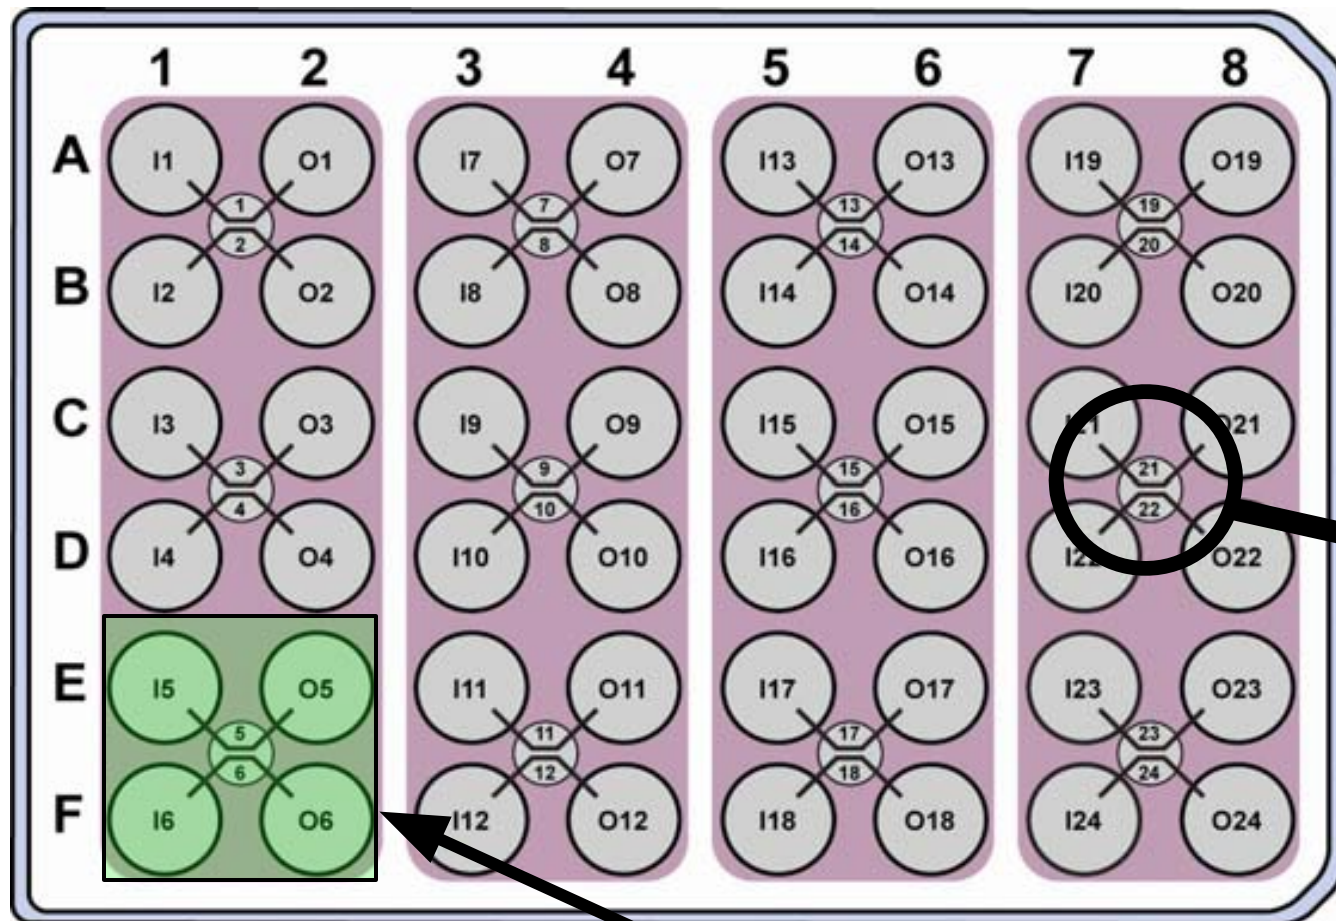 1 2 3 4 5 6 7 8
A I1 O1 I7 O7 I13 O13 I19 O19
1 7 13 19
2 8 14 20
B I2 O2 I8 O8 I14 O14 I20 O20
C I3 O3 I9 O9 I15 O15 I21 O21
3 9 15 21
4 10 16 22
D I4 O4 I10 O10 I16 O16 I22 O22
E I5 O5 I11 O11 I17 O17 I23 O23
5 11 17 23
6 12 18 24
F I6 O6 I12 O12 I18 O18 I24 O24